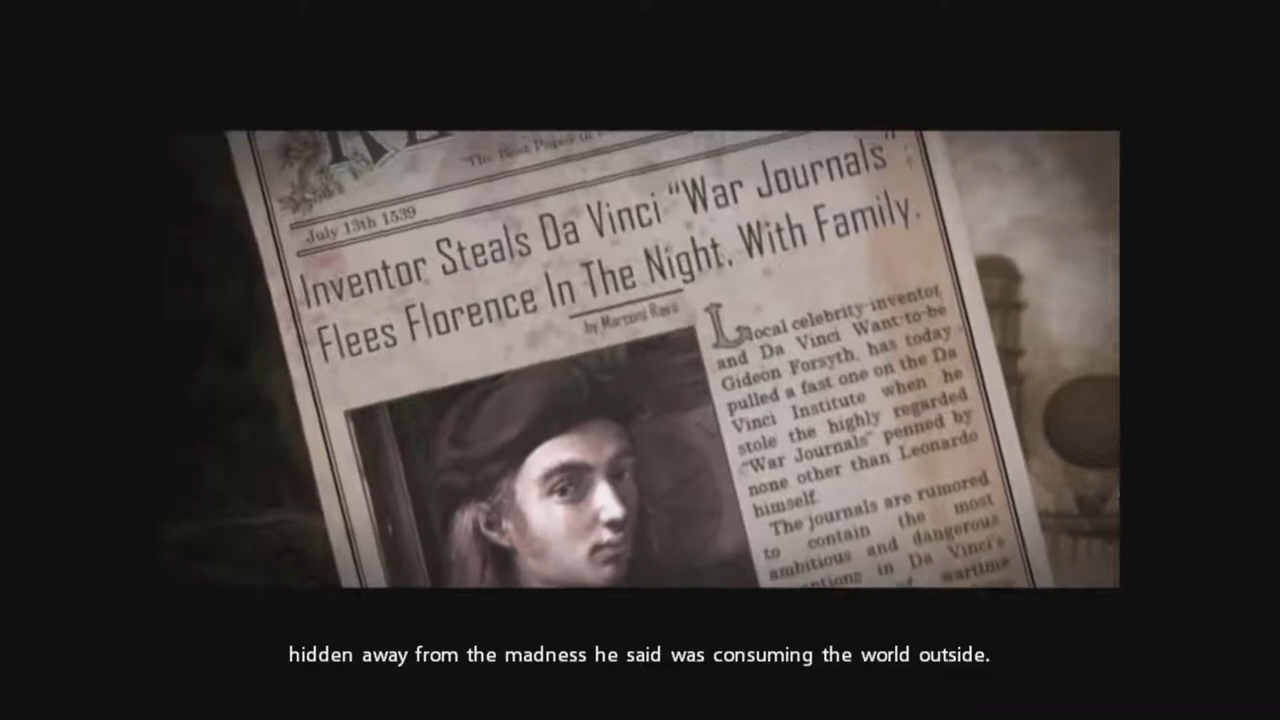 "The Best Paper in
July 13th 1539
Inventor Steals Da Vinci “War Journals”
Flees Florence In The Night, With Family.
by Marconi Rava
Local celebrity inventor
and Da Vinci Want-to-be
Gideon Forsyth, has today
pulled a fast one on the Da
Vinci Institute when he
stole the highly regarded
"War Journals" penned by
none other than Leonardo
himself.
The journals are rumored
to contain the most
ambitious and dangerous
in Da Vinci's
wartime
hidden away from the madness he said was consuming the world outside.